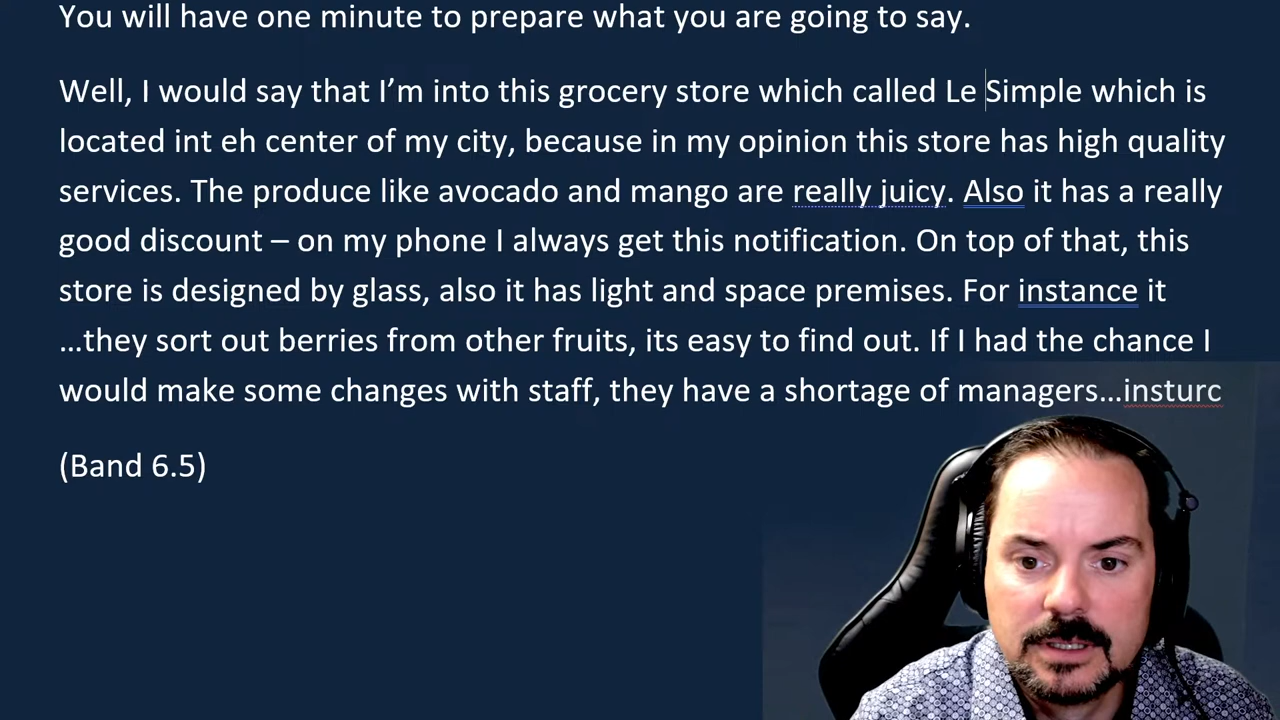 You will have one minute to prepare what you are going to say.
Well, I would say that I’m into this grocery store which called Le Simple which is
located int eh center of my city, because in my opinion this store has high quality
services. The produce like avocado and mango are really juicy. Also it has a really
good discount – on my phone I always get this notification. On top of that, this
store is designed by glass, also it has light and space premises. For instance it
…they sort out berries from other fruits, its easy to find out. If I had the chance I
would make some changes with staff, they have a shortage of managers…insturc
(Band 6.5)